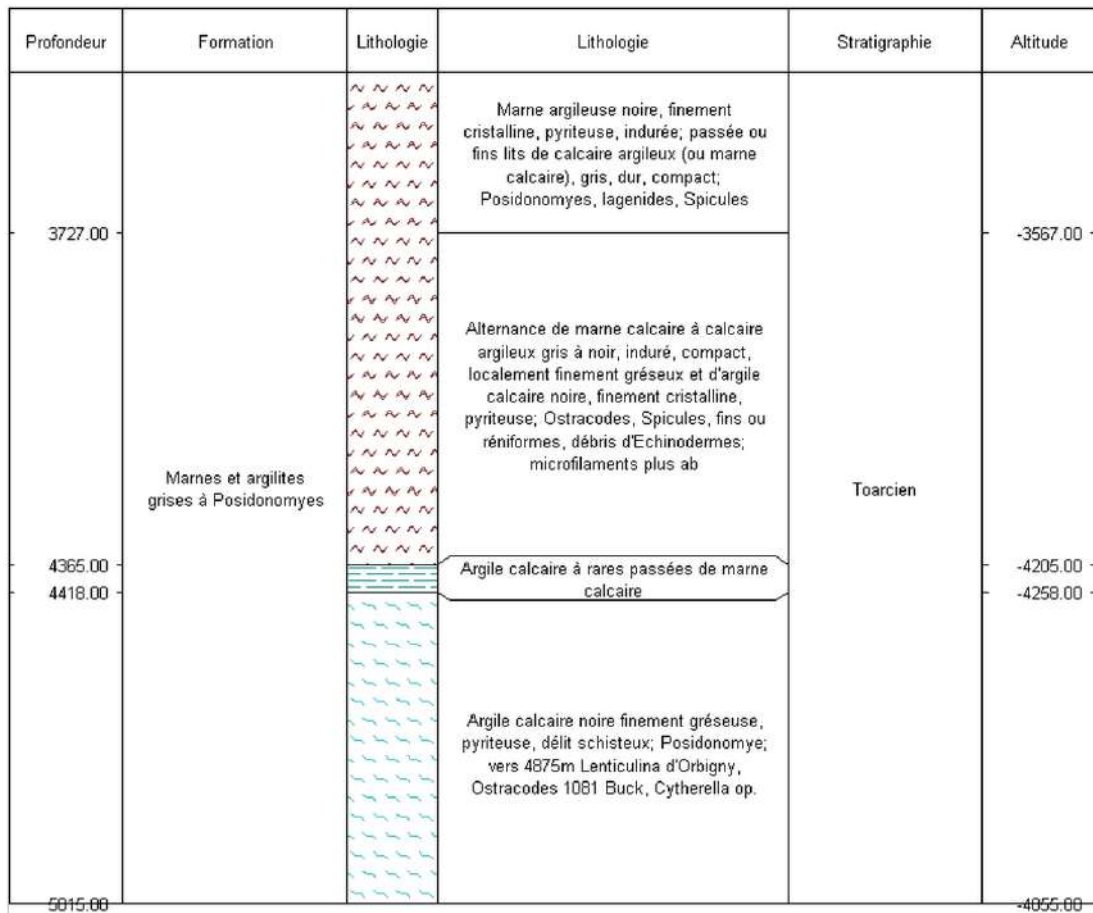 Profondeur
Formation
Lithologie
Lithologie
Stratigraphie
Altitude
Marne argileuse noire, finement
cristalline, pyriteuse, indurée; passée ou
fins lits de calcaire argileux (ou marne
calcaire), gris, dur, compact;
Posidonomyes, lagenides, Spicules
3727.00
-3567.00
Alternance de marne calcaire à calcaire
argileux gris à noir, induré, compact,
localement finement gréseux et d'argile
calcaire noire, finement cristalline,
pyriteuse; Ostracodes, Spicules, fins ou
réniformes, débris d'Echinodermes;
microfilaments plus ab
Marnes et argilites
grises à Posidonomyes
Toarcien
4365.00
-4205.00
Argile calcaire à rares passées de marne
calcaire
4418.00
-4258.00
Argile calcaire noire finement gréseuse,
pyriteuse, délit schisteux; Posidonomye;
vers 4875m Lenticulina d'Orbigny,
Ostracodes 1081 Buck, Cytherella op.
5015.00
-4855.00